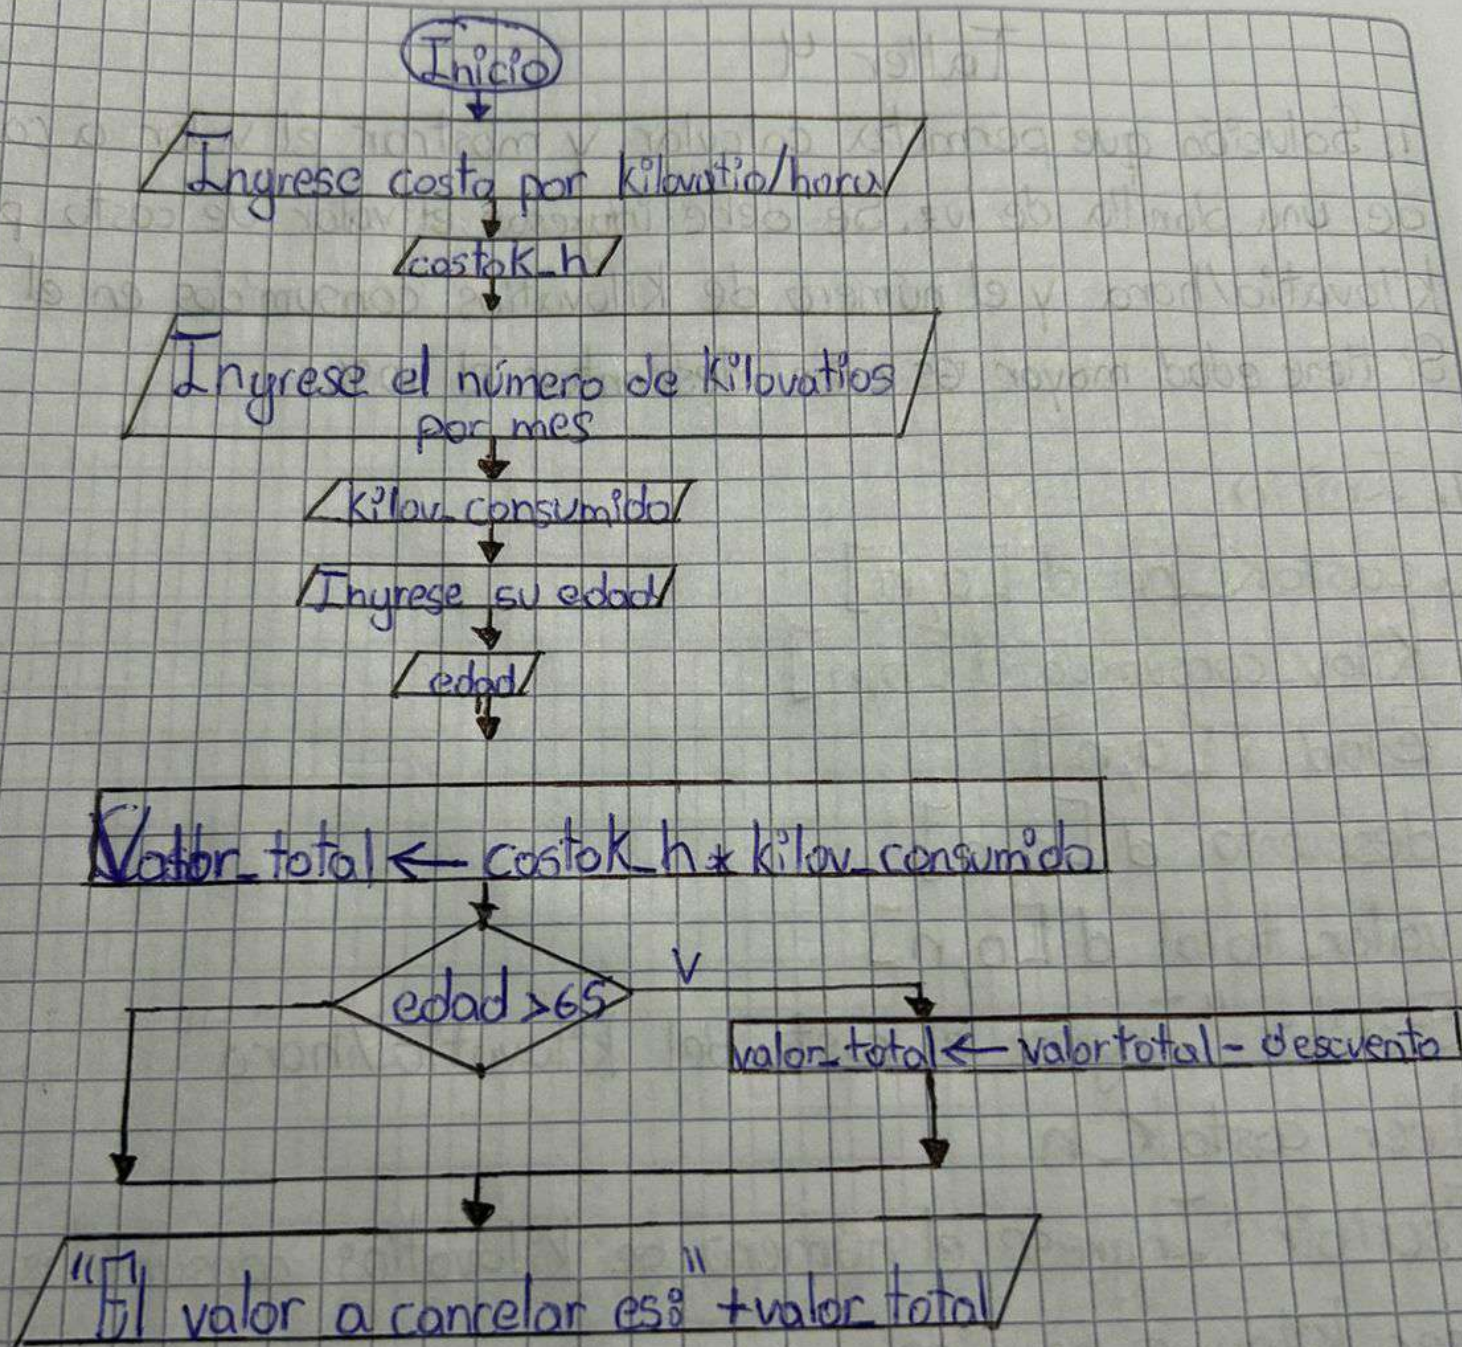 Inicio
Ingrese costo por kilovatio/hora
costok_h
Ingrese el número de kilovatios
por mes
kilov_consumido
Ingrese su edad
edad
Valor_total ← costok_h * kilov_consumido
edad >65
V
valor_total ← valortotal - descuento
"El valor a cancelar es:" + valor_total